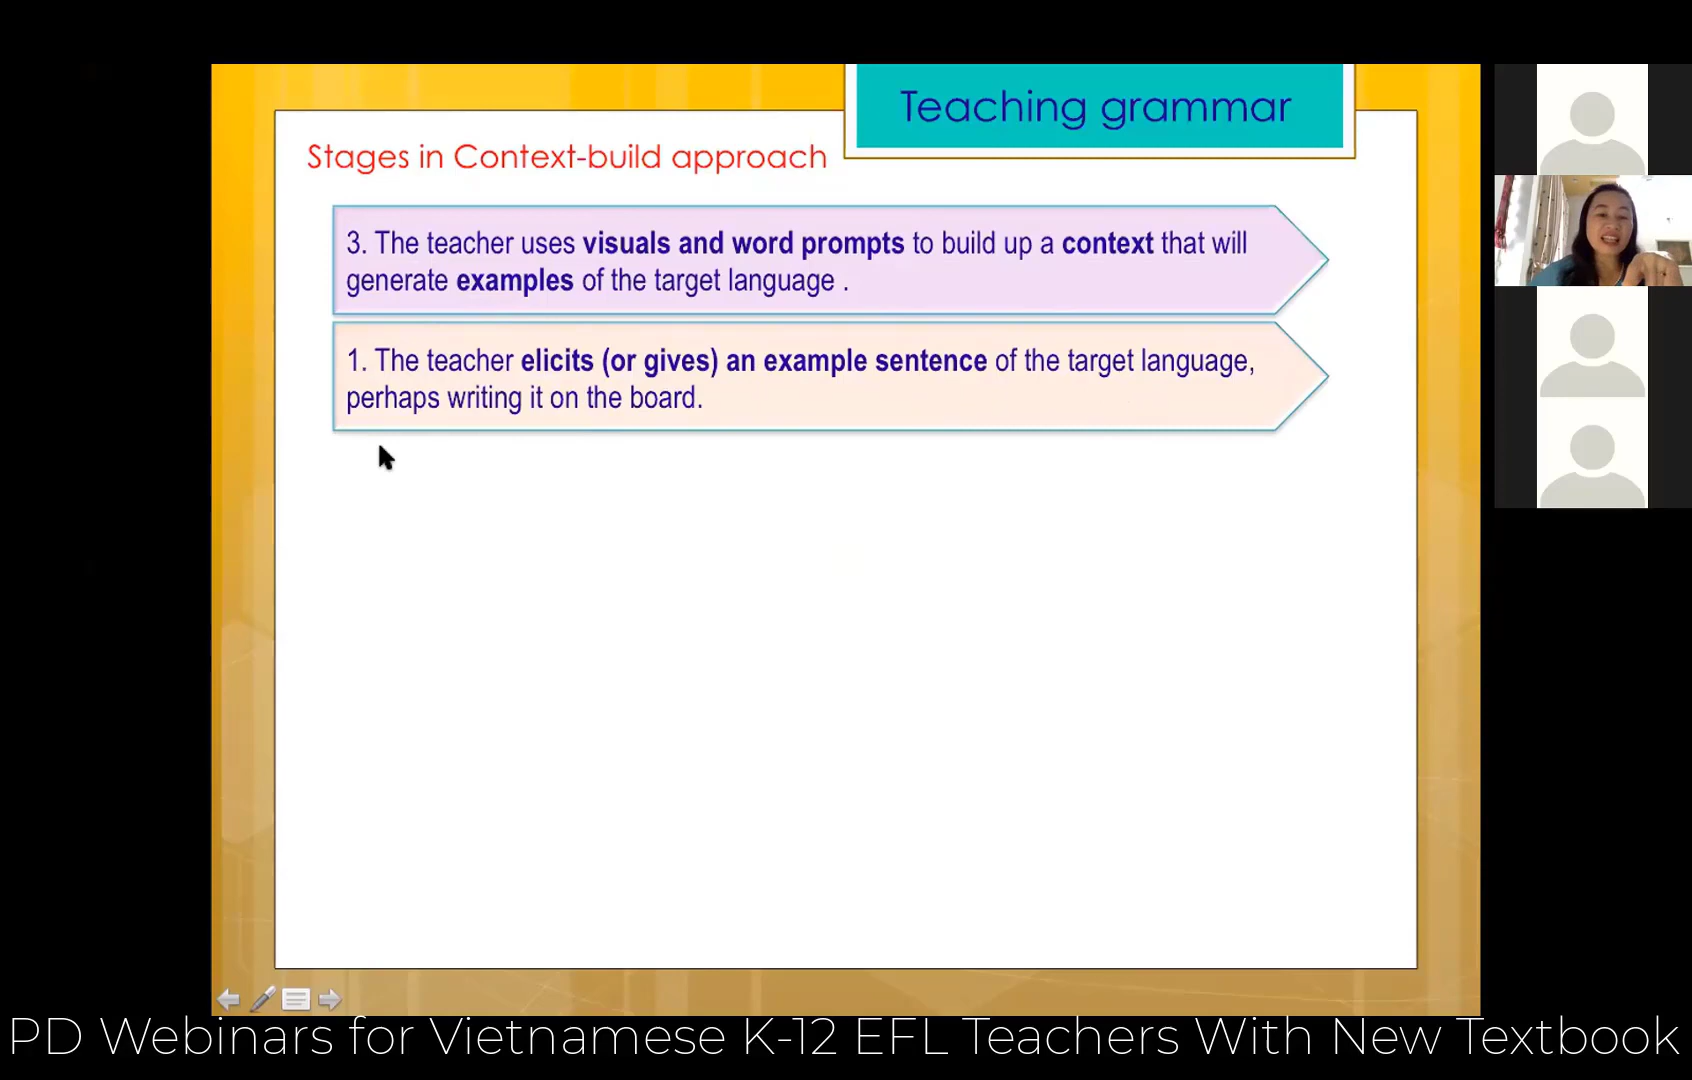 Teaching grammar
Stages in Context-build approach
3. The teacher uses visuals and word prompts to build up a context that will
generate examples of the target language .
1. The teacher elicits (or gives) an example sentence of the target language,
perhaps writing it on the board.
PD Webinars for Vietnamese K-12 EFL Teachers With New Textbook